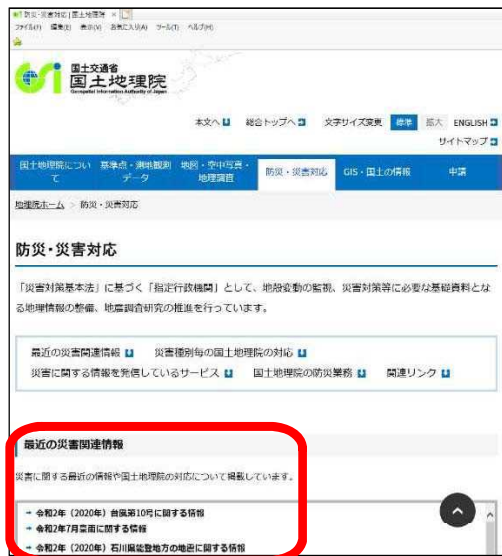 防災・災害対応 | 国土地理院
ファイル(F) 編集(E) 表示(V) お気に入り(A) ツール(T) ヘルプ(H)
国土交通省
国土地理院
Geospatial Information Authority of Japan
本文へ 総合トップへ 文字サイズ変更 標準 拡大 ENGLISH
サイトマップ
国土地理院につい
て
基準点・測地観測
データ
地図・空中写真・
地理調査
防災・災害対応
GIS・国土の情報
申請
地理院ホーム > 防災・災害対応
防災・災害対応
「災害対策基本法」に基づく「指定行政機関」として、地殻変動の監視、災害対策等に必要な基礎資料とな
る地理情報の整備、地震調査研究の推進を行っています。
最近の災害関連情報 災害種別毎の国土地理院の対応
災害に関する情報を発信しているサービス 国土地理院の防災業務 関連リンク
最近の災害関連情報
災害に関する最近の情報や国土地理院の対応について掲載しています。
令和2年（2020年）台風第10号に関する情報
令和2年7月豪雨に関する情報
令和2年（2020年）石川県能登地方の地震に関する情報